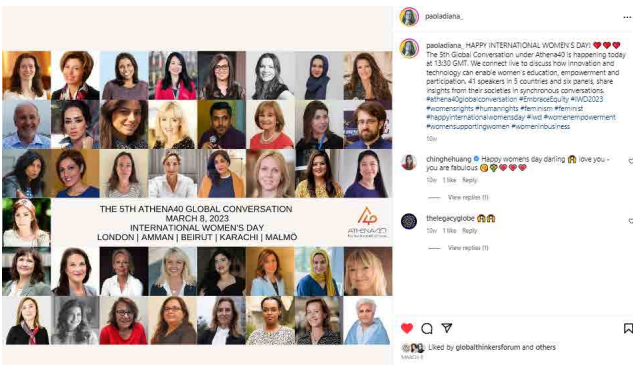 THE 5TH ATHENA40 GLOBAL CONVERSATION
MARCH 8, 2023
INTERNATIONAL WOMEN'S DAY
LONDON | AMMAN | BEIRUT | KARACHI | MALMÖ
ATHENA40
paoladiana_
paoladiana_ HAPPY INTERNATIONAL WOMEN'S DAY! ❤️❤️❤️
The 5th Global Conversation under Athena40 is happening today
at 13:30 GMT. We connect live to discuss how innovation and
technology can enable women's education, empowerment and
participation. 41 speakers in 5 countries and six panels, share
insights from their societies in synchronous conversations.
#athena40globalconversation #EmbraceEquity #IWD2023
#womensrights #humanrights #feminism #feminist
#happyinternationalwomensday #iwd #womenempowerment
#womensupportingwomen #womeninbusiness
10w
chinghehuang Happy womens day darling 🙌 love you -
you are fabulous
10w 1 like Reply
View replies (1)
thelegacyglobe 🙌🙌
10w 1 like Reply
View replies (1)
Liked by globalthinkersforum and others
MARCH 8